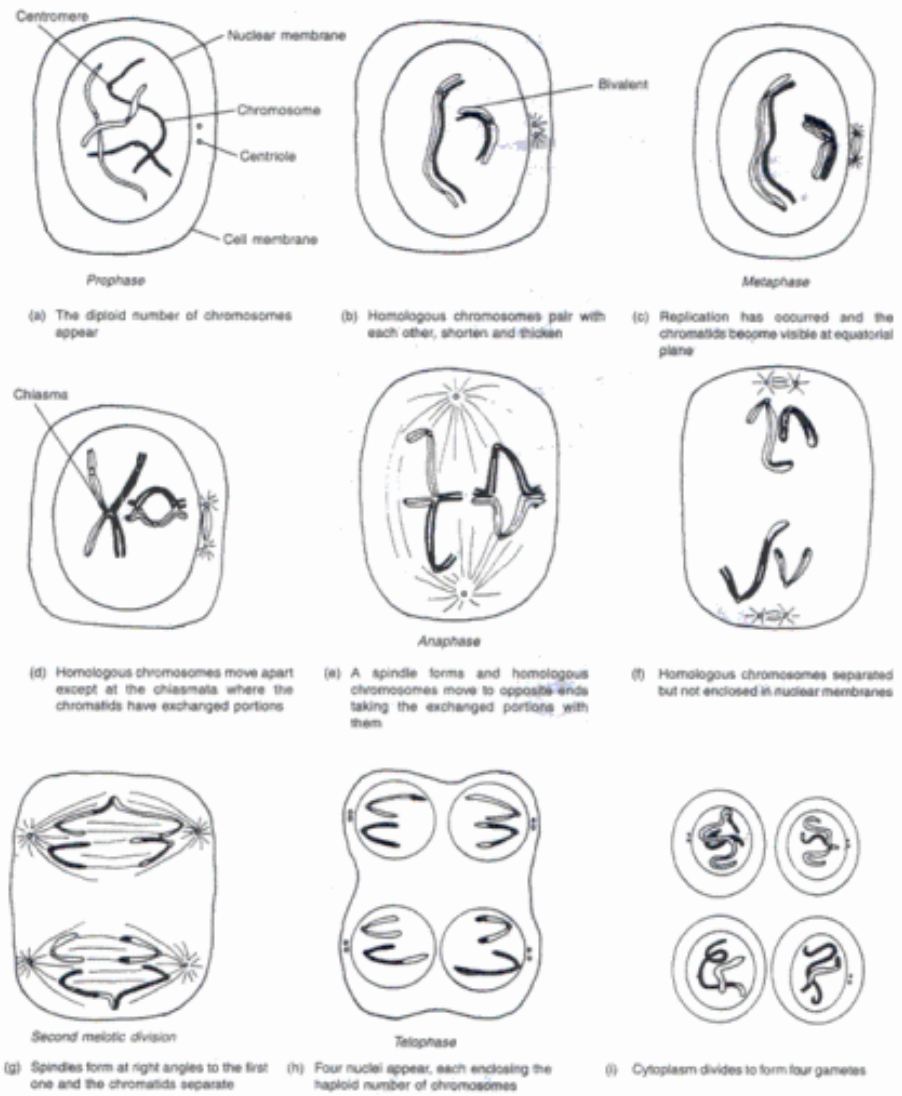 Centromere
Nuclear membrane
Chromosome
Centriole
Cell membrane
Bivalent
Prophase
Metaphase
(a) The diploid number of chromosomes
appear
(b) Homologous chromosomes pair with
each other, shorten and thicken
(c) Replication has occurred and the
chromatids become visible at equatorial
plane
Chiasma
Anaphase
(d) Homologous chromosomes move apart
except at the chiasmata where the
chromatids have exchanged portions
(e) A spindle forms and homologous
chromosomes move to opposite ends
taking the exchanged portions with
them
(f) Homologous chromosomes separated
but not enclosed in nuclear membranes
Second meiotic division
Telophase
(g) Spindles form at right angles to the first
one and the chromatids separate
(h) Four nuclei appear, each enclosing the
haploid number of chromosomes
(i) Cytoplasm divides to form four gametes